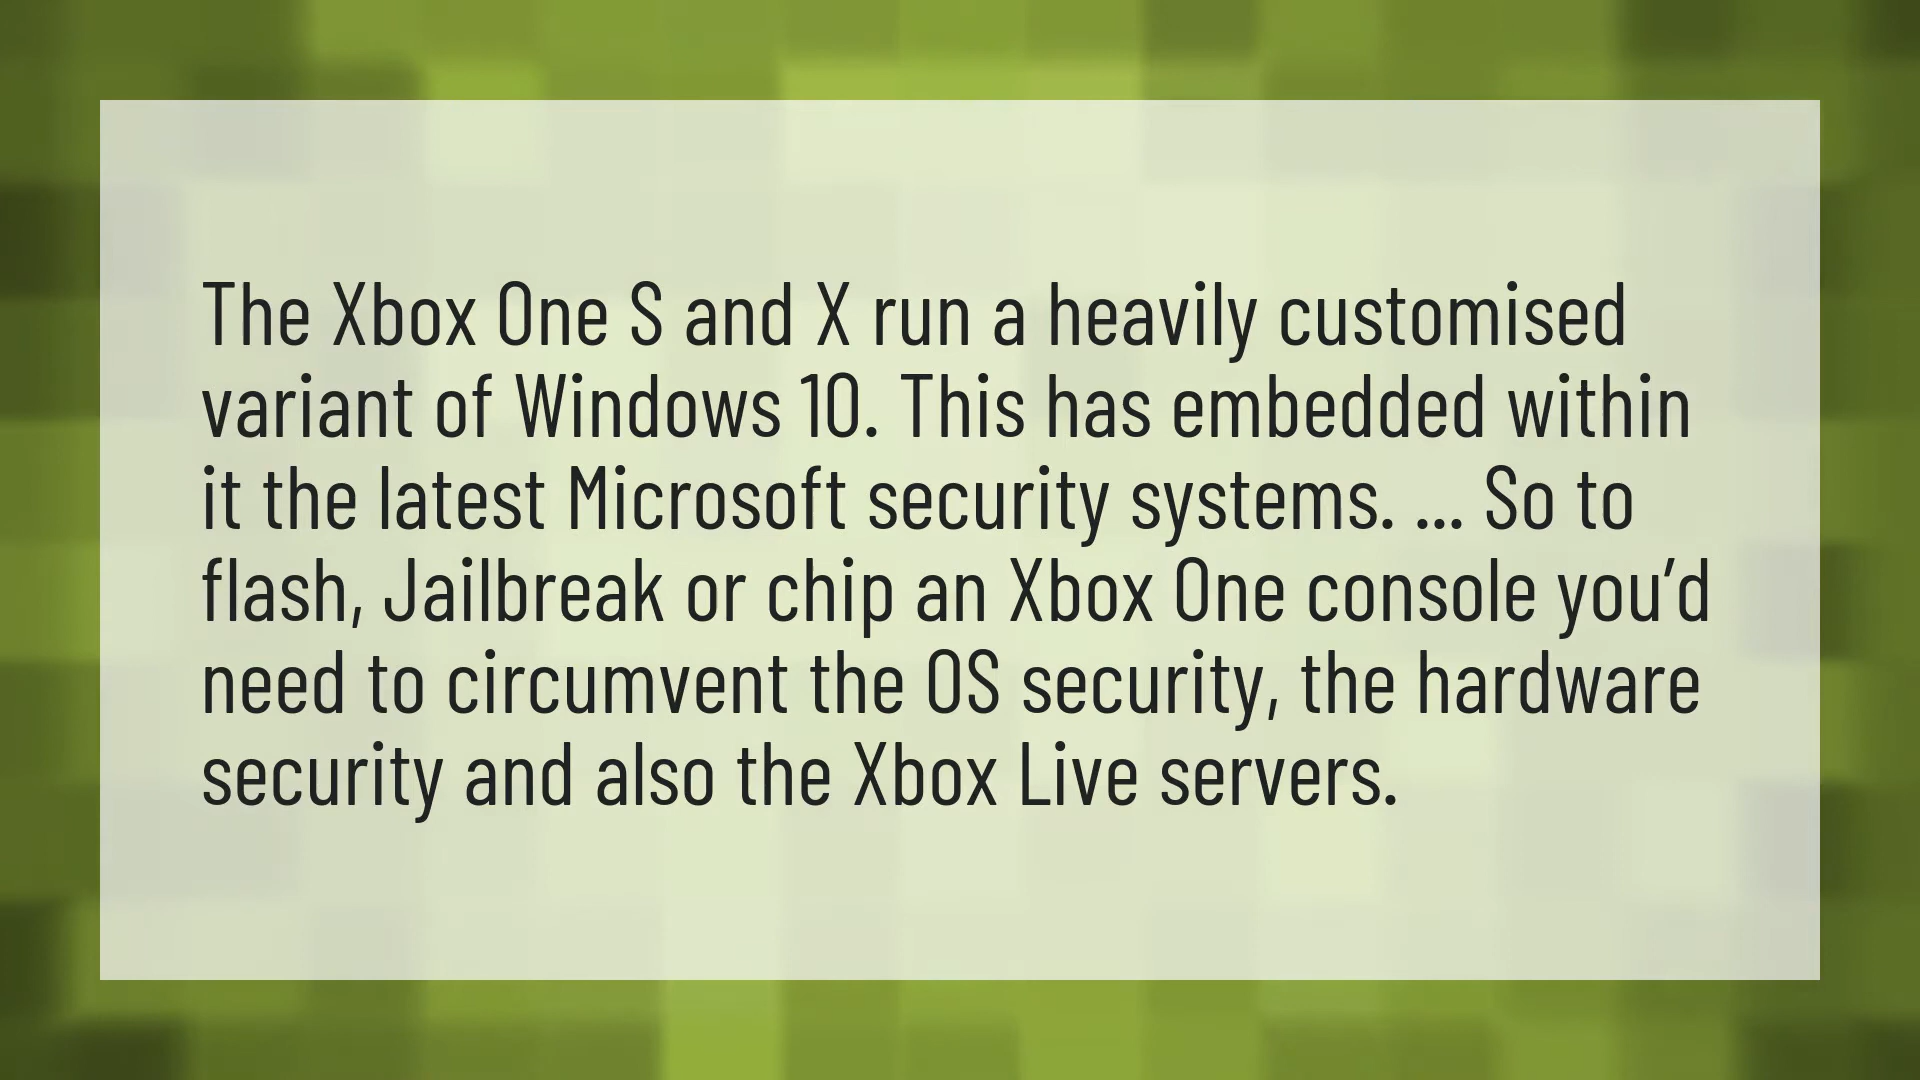 The Xbox One S and X run a heavily customised
variant of Windows 10. This has embedded within
it the latest Microsoft security systems. ... So to
flash, Jailbreak or chip an Xbox One console you’d
need to circumvent the OS security, the hardware
security and also the Xbox Live servers.